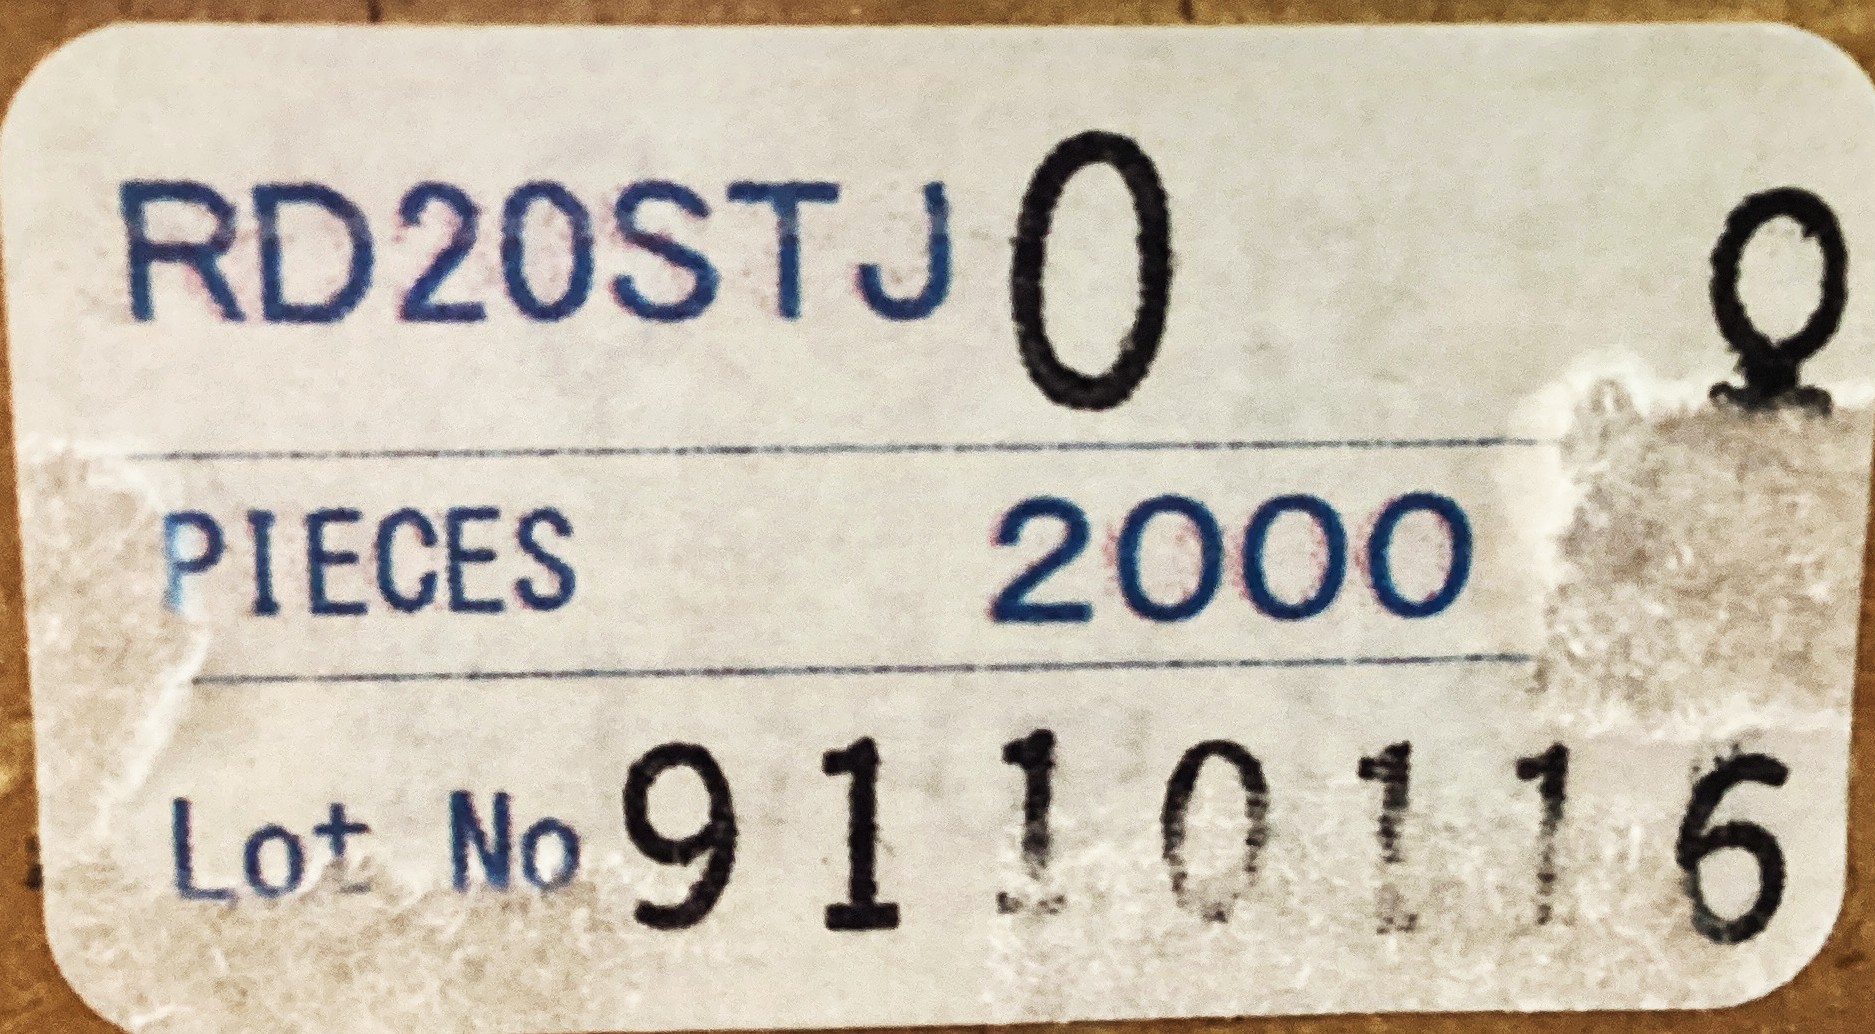 RD20STJ 0 Ω
PIECES 2000
Lot No 9110116